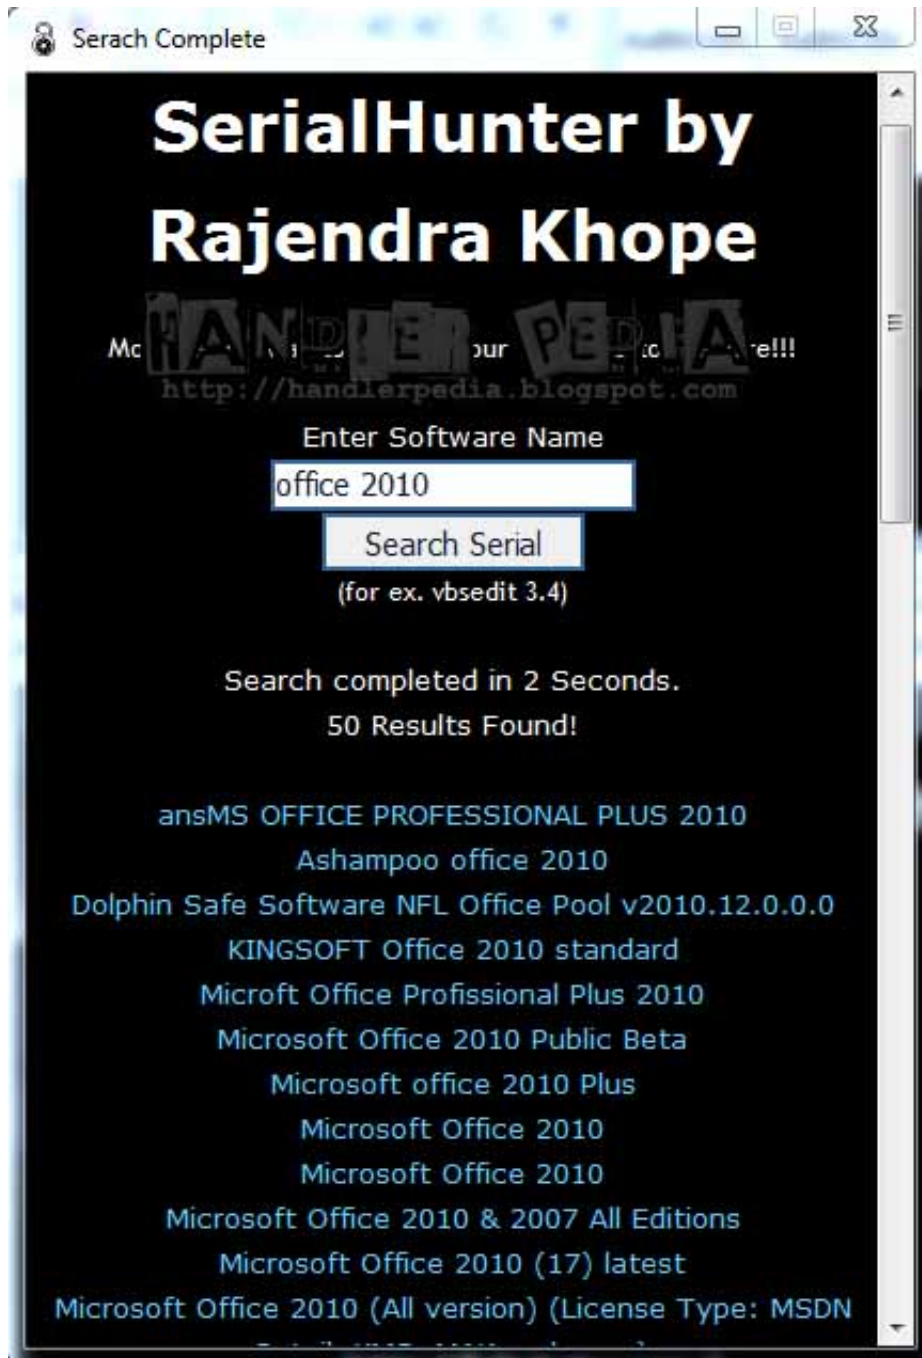 Serach Complete
SerialHunter by
Rajendra Khope
HANDLER PEDIA
http://handlerpedia.blogspot.com
Enter Software Name
office 2010
Search Serial
(for ex. vbsedit 3.4)
Search completed in 2 Seconds.
50 Results Found!
ansMS OFFICE PROFESSIONAL PLUS 2010
Ashampoo office 2010
Dolphin Safe Software NFL Office Pool v2010.12.0.0.0
KINGSOFT Office 2010 standard
Microft Office Profissional Plus 2010
Microsoft Office 2010 Public Beta
Microsoft office 2010 Plus
Microsoft Office 2010
Microsoft Office 2010
Microsoft Office 2010 & 2007 All Editions
Microsoft Office 2010 (17) latest
Microsoft Office 2010 (All version) (License Type: MSDN